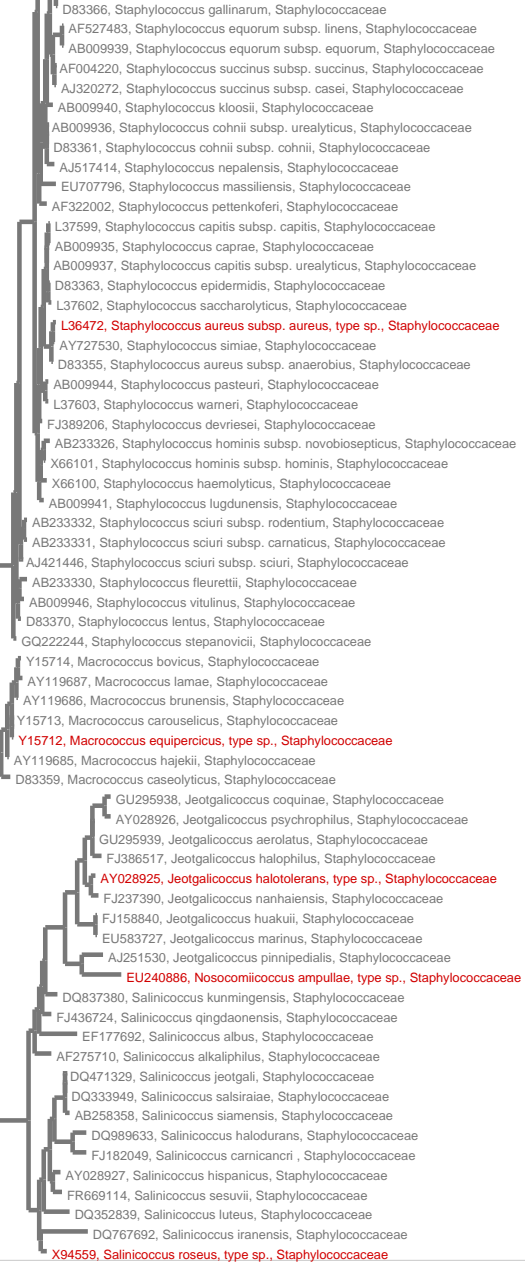 D83366, Staphylococcus gallinarum, Staphylococcaceae
AF527483, Staphylococcus equorum subsp. linens, Staphylococcaceae
AB009939, Staphylococcus equorum subsp. equorum, Staphylococcaceae
AF004220, Staphylococcus succinus subsp. succinus, Staphylococcaceae
AJ320272, Staphylococcus succinus subsp. casei, Staphylococcaceae
AB009940, Staphylococcus kloosii, Staphylococcaceae
AB009936, Staphylococcus cohnii subsp. urealyticus, Staphylococcaceae
D83361, Staphylococcus cohnii subsp. cohnii, Staphylococcaceae
AJ517414, Staphylococcus nepalensis, Staphylococcaceae
EU707796, Staphylococcus massiliensis, Staphylococcaceae
AF322002, Staphylococcus pettenkoferi, Staphylococcaceae
L37599, Staphylococcus capitis subsp. capitis, Staphylococcaceae
AB009935, Staphylococcus caprae, Staphylococcaceae
AB009937, Staphylococcus capitis subsp. urealyticus, Staphylococcaceae
D83363, Staphylococcus epidermidis, Staphylococcaceae
L37602, Staphylococcus saccharolyticus, Staphylococcaceae
L36472, Staphylococcus aureus subsp. aureus, type sp., Staphylococcaceae
AY727530, Staphylococcus simiae, Staphylococcaceae
D83355, Staphylococcus aureus subsp. anaerobius, Staphylococcaceae
AB009944, Staphylococcus pasteuri, Staphylococcaceae
L37603, Staphylococcus warneri, Staphylococcaceae
FJ389206, Staphylococcus devriesei, Staphylococcaceae
AB233326, Staphylococcus hominis subsp. novobiosepticus, Staphylococcaceae
X66101, Staphylococcus hominis subsp. hominis, Staphylococcaceae
X66100, Staphylococcus haemolyticus, Staphylococcaceae
AB009941, Staphylococcus lugdunensis, Staphylococcaceae
AB233332, Staphylococcus sciuri subsp. rodentium, Staphylococcaceae
AB233331, Staphylococcus sciuri subsp. carnaticus, Staphylococcaceae
AJ421446, Staphylococcus sciuri subsp. sciuri, Staphylococcaceae
AB233330, Staphylococcus fleurettii, Staphylococcaceae
AB009946, Staphylococcus vitulinus, Staphylococcaceae
D83370, Staphylococcus lentus, Staphylococcaceae
GQ222244, Staphylococcus stepanovicii, Staphylococcaceae
Y15714, Macrococcus bovicus, Staphylococcaceae
AY119687, Macrococcus lamae, Staphylococcaceae
AY119686, Macrococcus brunensis, Staphylococcaceae
Y15713, Macrococcus carouselicus, Staphylococcaceae
Y15712, Macrococcus equipercicus, type sp., Staphylococcaceae
AY119685, Macrococcus hajekii, Staphylococcaceae
D83359, Macrococcus caseolyticus, Staphylococcaceae
GU295938, Jeotgalicoccus coquinae, Staphylococcaceae
AY028926, Jeotgalicoccus psychrophilus, Staphylococcaceae
GU295939, Jeotgalicoccus aerolatus, Staphylococcaceae
FJ386517, Jeotgalicoccus halophilus, Staphylococcaceae
AY028925, Jeotgalicoccus halotolerans, type sp., Staphylococcaceae
FJ237390, Jeotgalicoccus nanhaiensis, Staphylococcaceae
FJ158840, Jeotgalicoccus huakuii, Staphylococcaceae
EU583727, Jeotgalicoccus marinus, Staphylococcaceae
AJ251530, Jeotgalicoccus pinnipedialis, Staphylococcaceae
EU240886, Nosocomiicoccus ampullae, type sp., Staphylococcaceae
DQ837380, Salinicoccus kunmingensis, Staphylococcaceae
FJ436724, Salinicoccus qingdaonensis, Staphylococcaceae
EF177692, Salinicoccus albus, Staphylococcaceae
AF275710, Salinicoccus alkaliphilus, Staphylococcaceae
DQ471329, Salinicoccus jeotgali, Staphylococcaceae
DQ333949, Salinicoccus salsiraiae, Staphylococcaceae
AB258358, Salinicoccus siamensis, Staphylococcaceae
DQ989633, Salinicoccus halodurans, Staphylococcaceae
FJ182049, Salinicoccus carnicancri , Staphylococcaceae
AY028927, Salinicoccus hispanicus, Staphylococcaceae
FR669114, Salinicoccus sesuvii, Staphylococcaceae
DQ352839, Salinicoccus luteus, Staphylococcaceae
DQ767692, Salinicoccus iranensis, Staphylococcaceae
X94559, Salinicoccus roseus, type sp., Staphylococcaceae